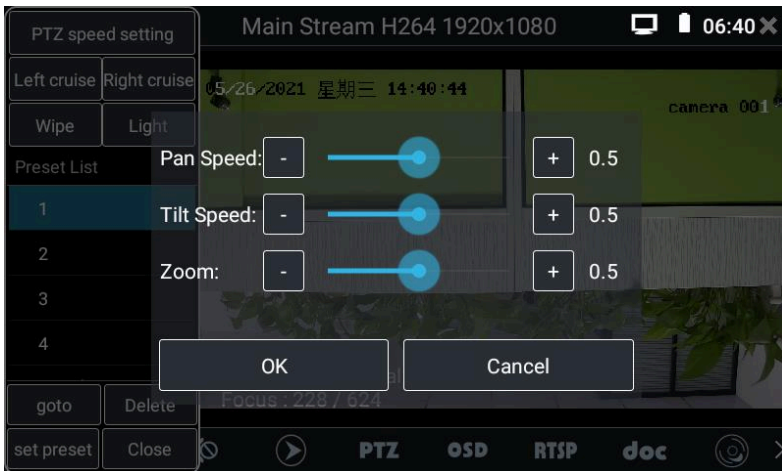 PTZ speed setting
Main Stream H264 1920x1080
06:40
Left cruise Right cruise
05/26/2021 星期三 14:40:44
camera 001
Wipe Light
Pan Speed: - + 0.5
Preset List
1
Tilt Speed: - + 0.5
2
Zoom: - + 0.5
3
4
OK Cancel
Focus : 228 / 624
goto Delete
set preset Close
PTZ OSD RTSP doc